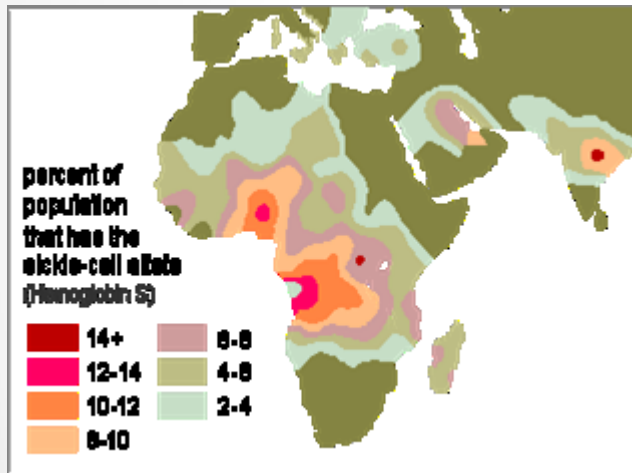 percent of
population
that has the
sickle-cell allele
(Hemoglobin S)
14+
12-14
10-12
8-10
6-8
4-6
2-4